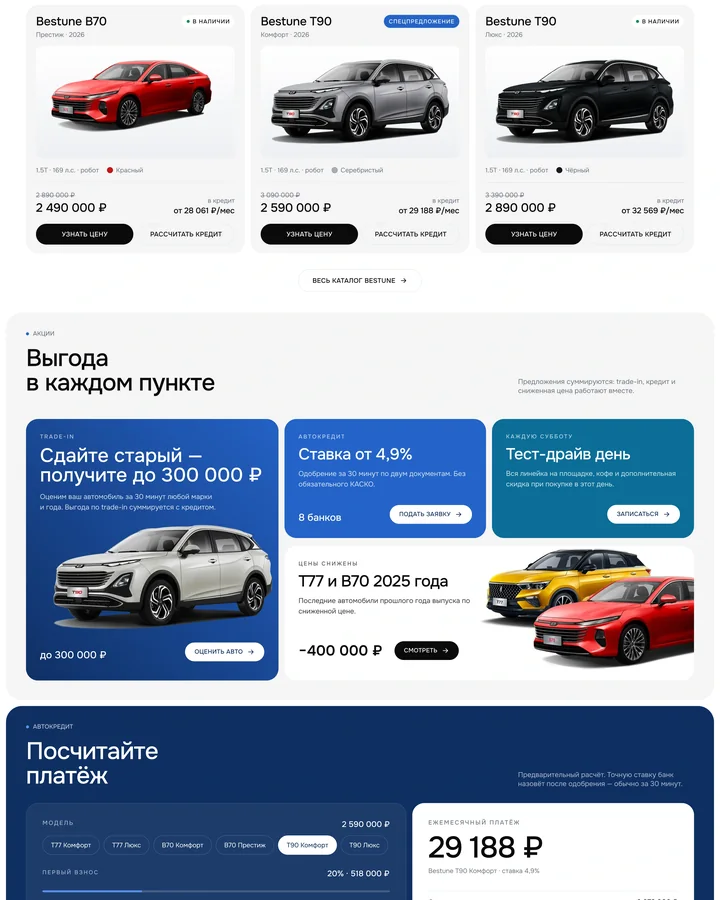 Bestune B70
В НАЛИЧИИ
Престиж · 2026
1.5T · 169 л.с. · робот
Красный
2 890 000 ₽
2 490 000 ₽
в кредит
от 28 061 ₽/мес
УЗНАТЬ ЦЕНУ
РАССЧИТАТЬ КРЕДИТ
Bestune T90
СПЕЦПРЕДЛОЖЕНИЕ
Комфорт · 2026
T90
1.5T · 169 л.с. · робот
Серебристый
3 090 000 ₽
2 590 000 ₽
в кредит
от 29 188 ₽/мес
УЗНАТЬ ЦЕНУ
РАССЧИТАТЬ КРЕДИТ
Bestune T90
В НАЛИЧИИ
Люкс · 2026
T90
1.5T · 169 л.с. · робот
Чёрный
3 390 000 ₽
2 890 000 ₽
в кредит
от 32 569 ₽/мес
УЗНАТЬ ЦЕНУ
РАССЧИТАТЬ КРЕДИТ
ВЕСЬ КАТАЛОГ BESTUNE →
АКЦИИ
Выгода
в каждом пункте
Предложения суммируются: trade-in, кредит и
сниженная цена работают вместе.
TRADE-IN
Сдайте старый —
получите до 300 000 ₽
Оценим ваш автомобиль за 30 минут любой марки
и года. Выгода по trade-in суммируется с кредитом.
T90
до 300 000 ₽
ОЦЕНИТЬ АВТО →
АВТОКРЕДИТ
Ставка от 4,9%
Одобрение за 30 минут по двум документам. Без
обязательного КАСКО.
8 банков
ПОДАТЬ ЗАЯВКУ →
КАЖДУЮ СУББОТУ
Тест-драйв день
Вся линейка на площадке, кофе и дополнительная
скидка при покупке в этот день.
ЗАПИСАТЬСЯ →
ЦЕНЫ СНИЖЕНЫ
T77 и B70 2025 года
Последние автомобили прошлого года выпуска по
сниженной цене.
−400 000 ₽
СМОТРЕТЬ →
T77
АВТОКРЕДИТ
Посчитайте
платёж
Предварительный расчёт. Точную ставку банк
назовёт после одобрения — обычно за 30 минут.
МОДЕЛЬ
2 590 000 ₽
T77 Комфорт
T77 Люкс
B70 Комфорт
B70 Престиж
T90 Комфорт
T90 Люкс
ПЕРВЫЙ ВЗНОС
20% · 518 000 ₽
ЕЖЕМЕСЯЧНЫЙ ПЛАТЁЖ
29 188 ₽
Bestune T90 Комфорт · ставка 4.9%